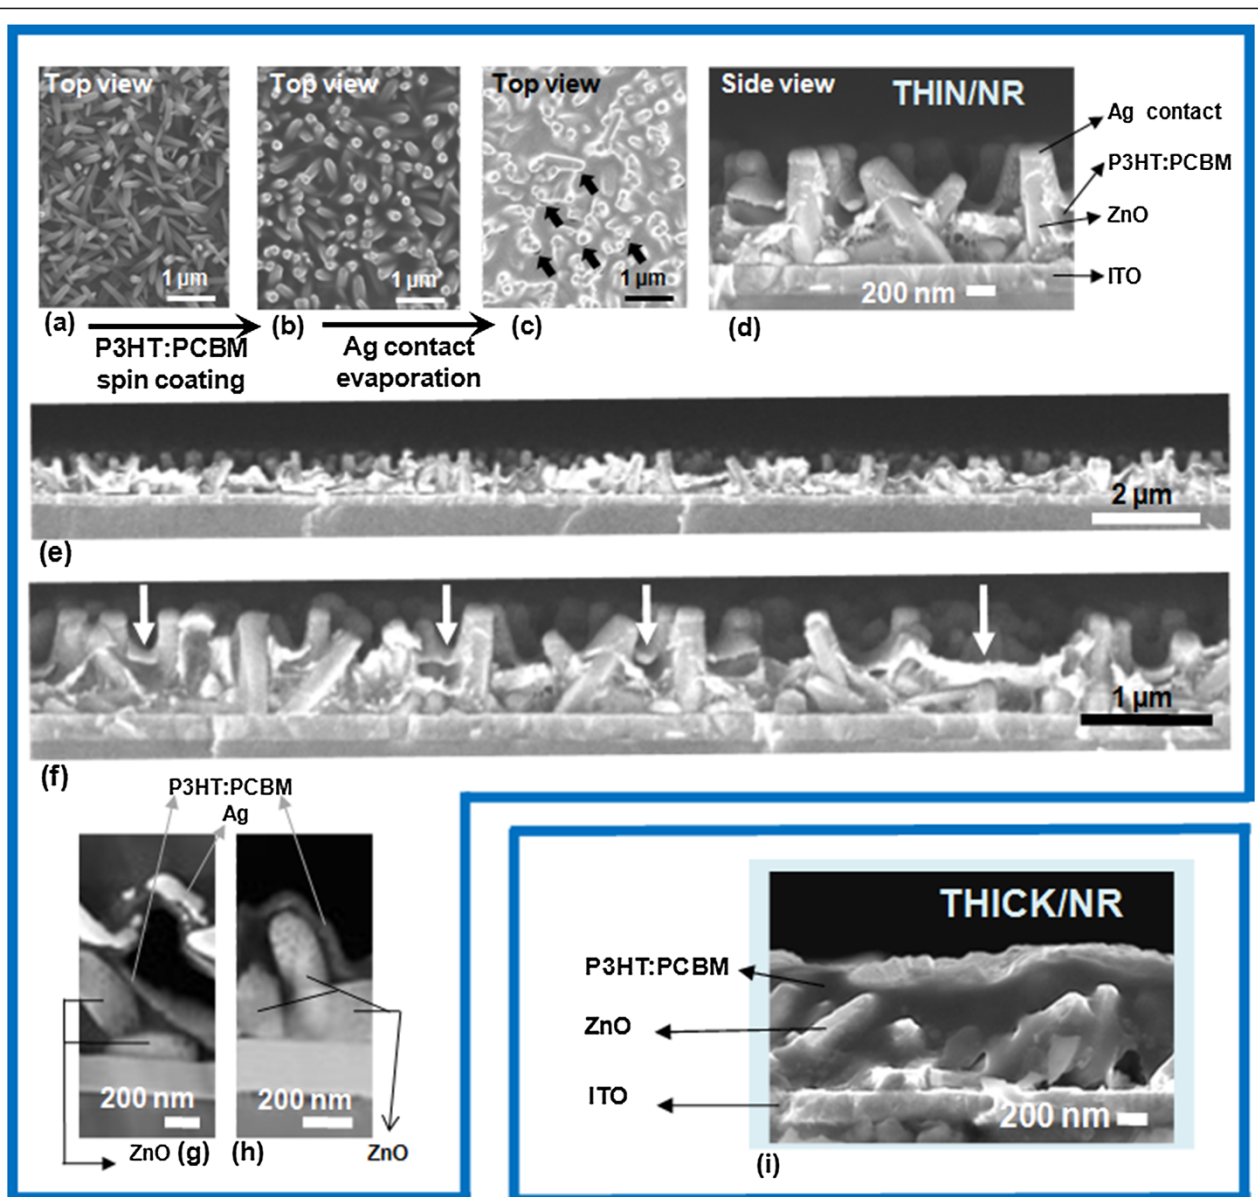 Top view
Top view
Top view
Side view
THIN/NR
Ag contact
P3HT:PCBM
ZnO
ITO
1 µm
1 µm
1 µm
200 nm
(a)
(b)
(c)
(d)
P3HT:PCBM
spin coating
Ag contact
evaporation
2 µm
(e)
1 µm
(f)
P3HT:PCBM
Ag
200 nm
200 nm
ZnO (g)
(h)
ZnO
THICK/NR
P3HT:PCBM
ZnO
ITO
200 nm
(i)